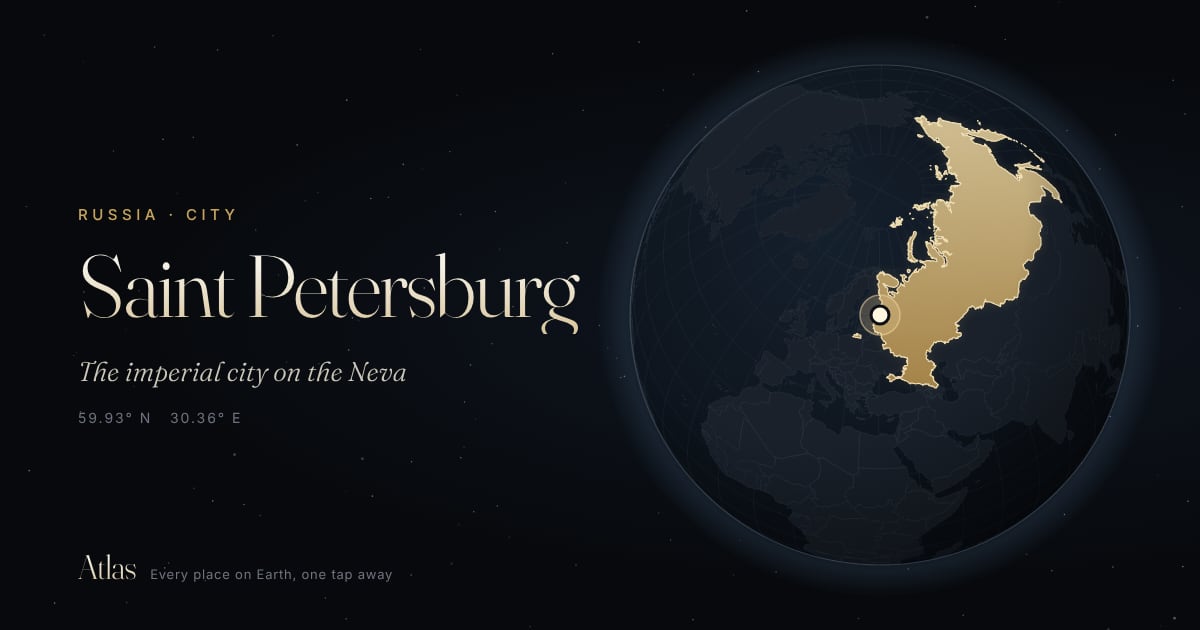 RUSSIA · CITY
Saint Petersburg
The imperial city on the Neva
59.93° N 30.36° E
Atlas Every place on Earth, one tap away